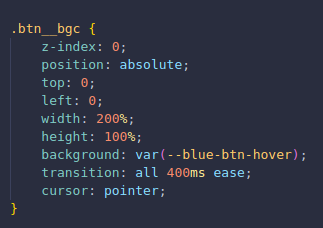 .btn__bgc {
z-index: 0;
position: absolute;
top: 0;
left: 0;
width: 200%;
height: 100%;
background: var(--blue-btn-hover);
transition: all 400ms ease;
cursor: pointer;
}